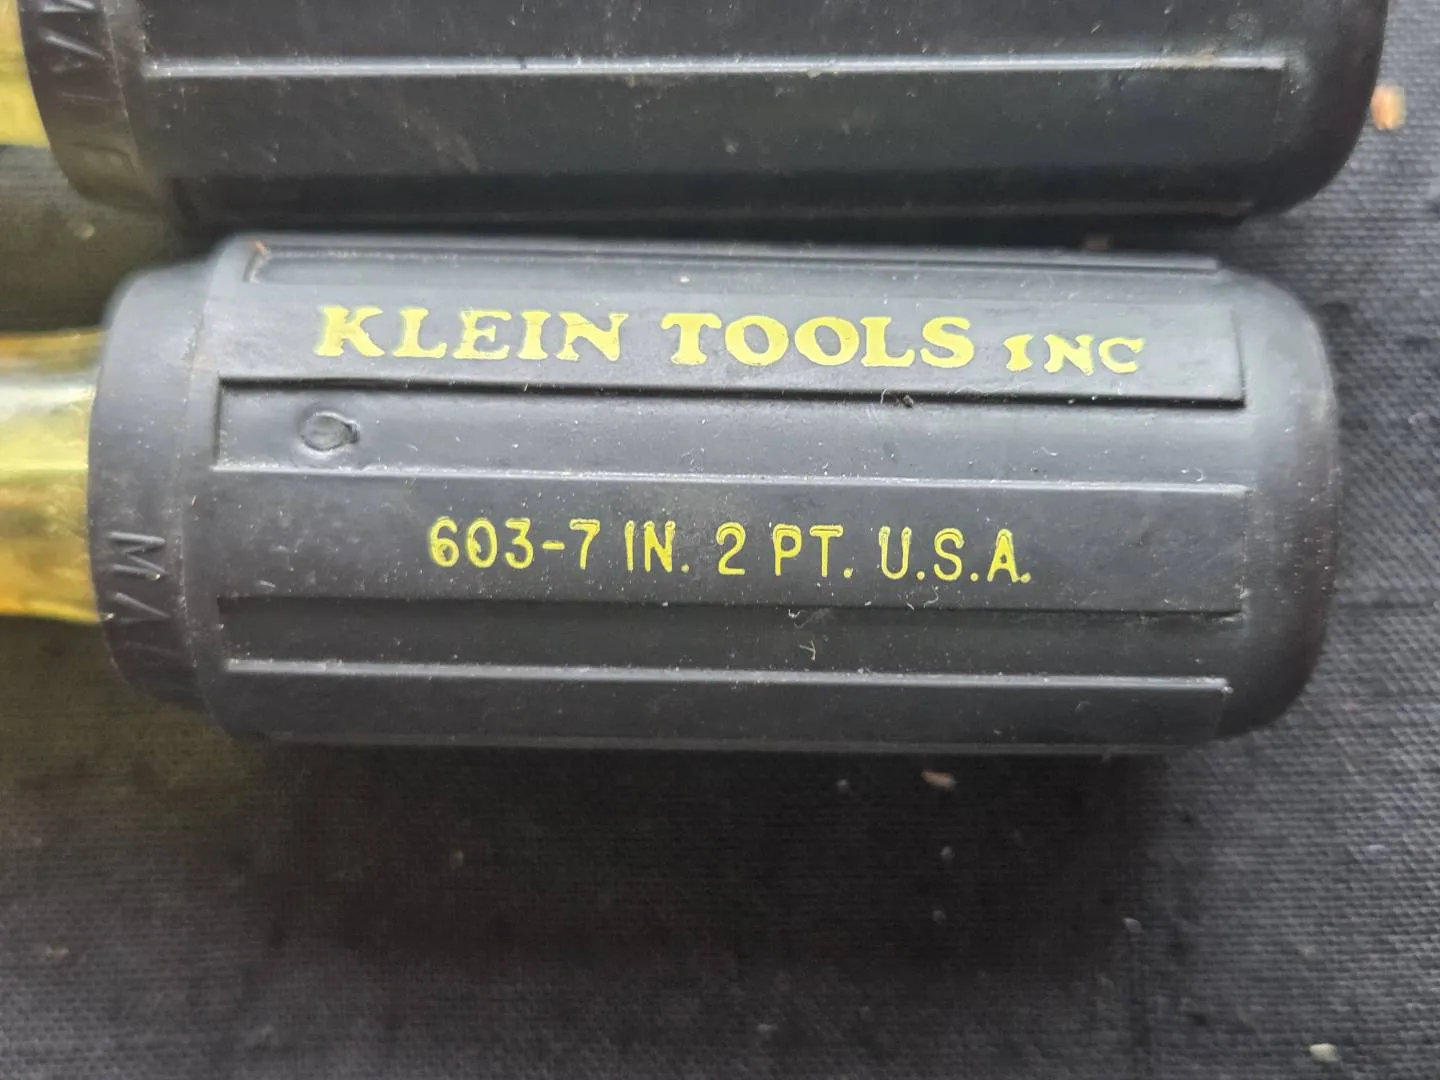 KLEIN TOOLS INC
603-7 IN. 2 PT. U.S.A.